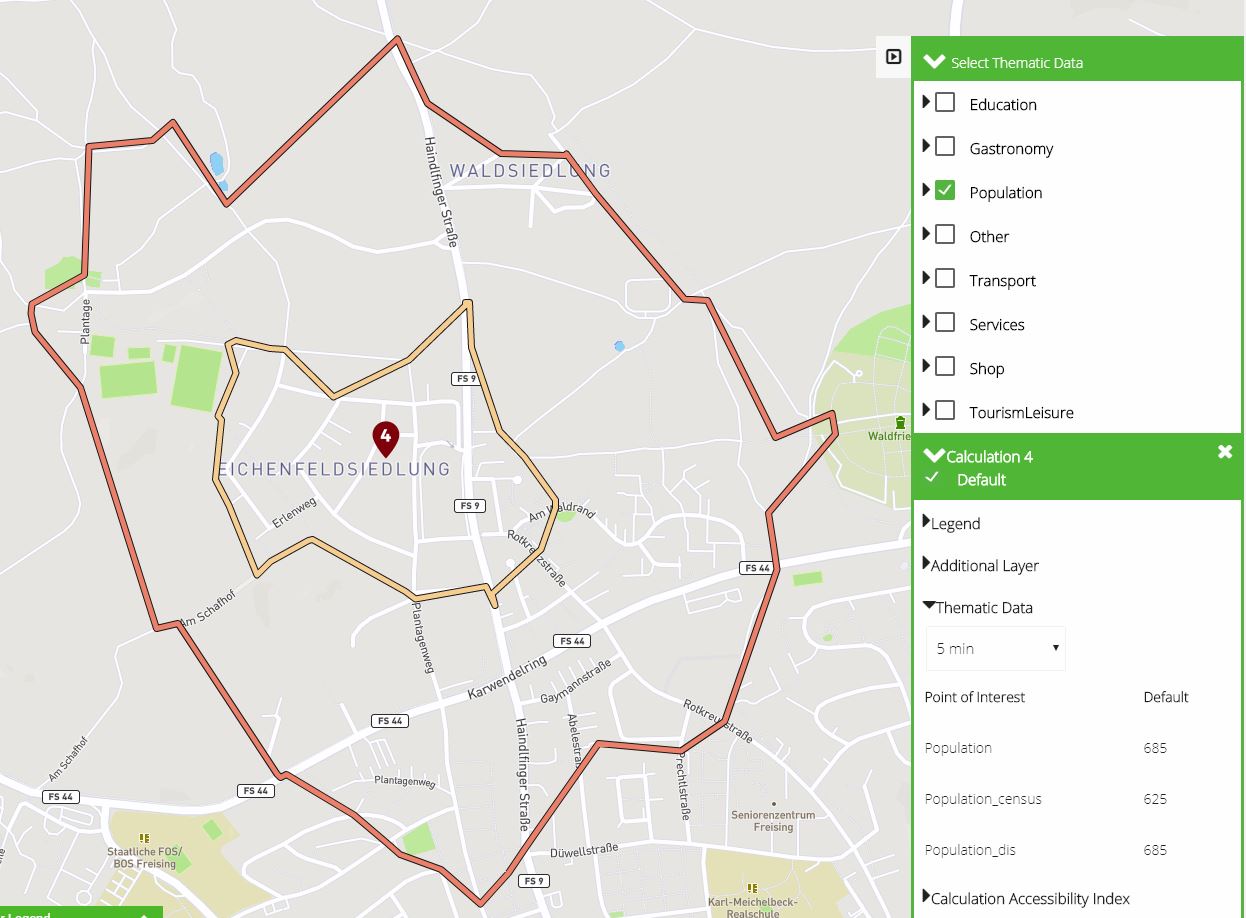 Select Thematic Data
Education
Gastronomy
Population
Other
Transport
Services
Shop
TourismLeisure
Calculation 4
Default
Legend
Additional Layer
Thematic Data
5 min
Point of Interest Default
Population 685
Population_census 625
Population_dis 685
Calculation Accessibility Index
WALDSIEDLUNG
Haindlfinger Straße
Plantage
FS 9
4
Waldfrie
EICHENFELDSIEDLUNG
FS 9
Erlenweg
Am Waldrand
Rotkreuzstraße
FS 44
Am Schafhof
Plantagenweg
FS 44
Karwendelring
Gaymannstraße
Rotkreuzstraße
FS 44
Haindlfinger Straße
Abelestraß
Am Schafhof
Plantagenweg
Prechtlstraße
FS 44
FS 44
Seniorenzentrum
Freising
Staatliche FOS/
BOS Freising
Düwellstraße
FS 9
Karl-Meichelbeck-
Realschule
r Legend